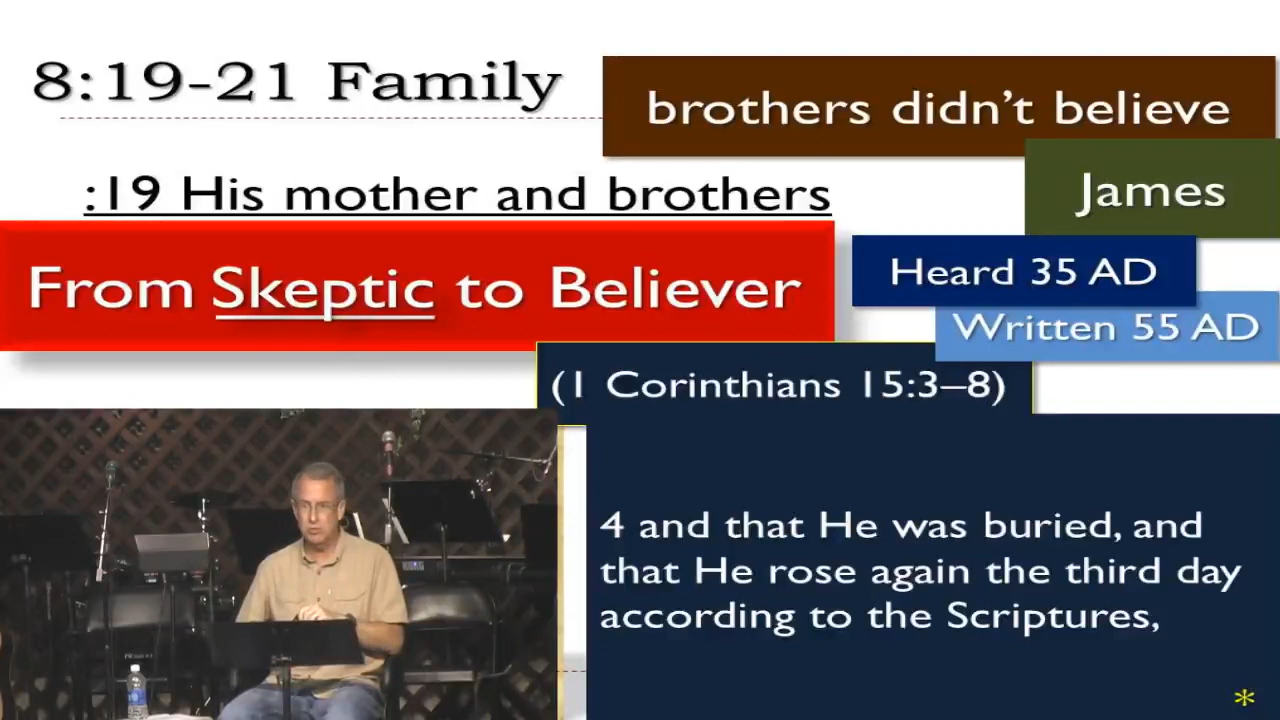 8:19-21 Family
brothers didn’t believe
:19 His mother and brothers
James
From Skeptic to Believer
Heard 35 AD
Written 55 AD
(1 Corinthians 15:3–8)
4 and that He was buried, and
that He rose again the third day
according to the Scriptures,
*